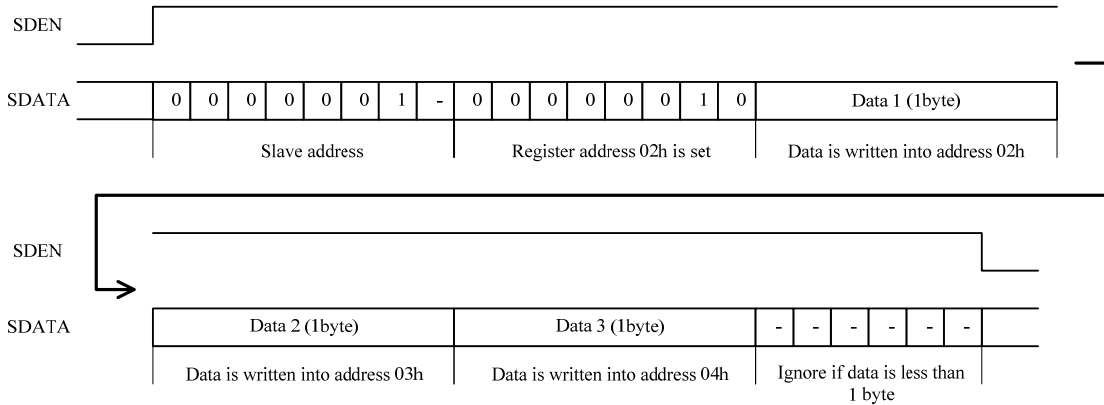 SDEN
SDATA 0 0 0 0 0 0 1 - 0 0 0 0 0 0 1 0 Data 1 (1byte)
Slave address Register address 02h is set Data is written into address 02h
SDEN
SDATA Data 2 (1byte) Data 3 (1byte) - - - - - -
Data is written into address 03h Data is written into address 04h Ignore if data is less than
1 byte